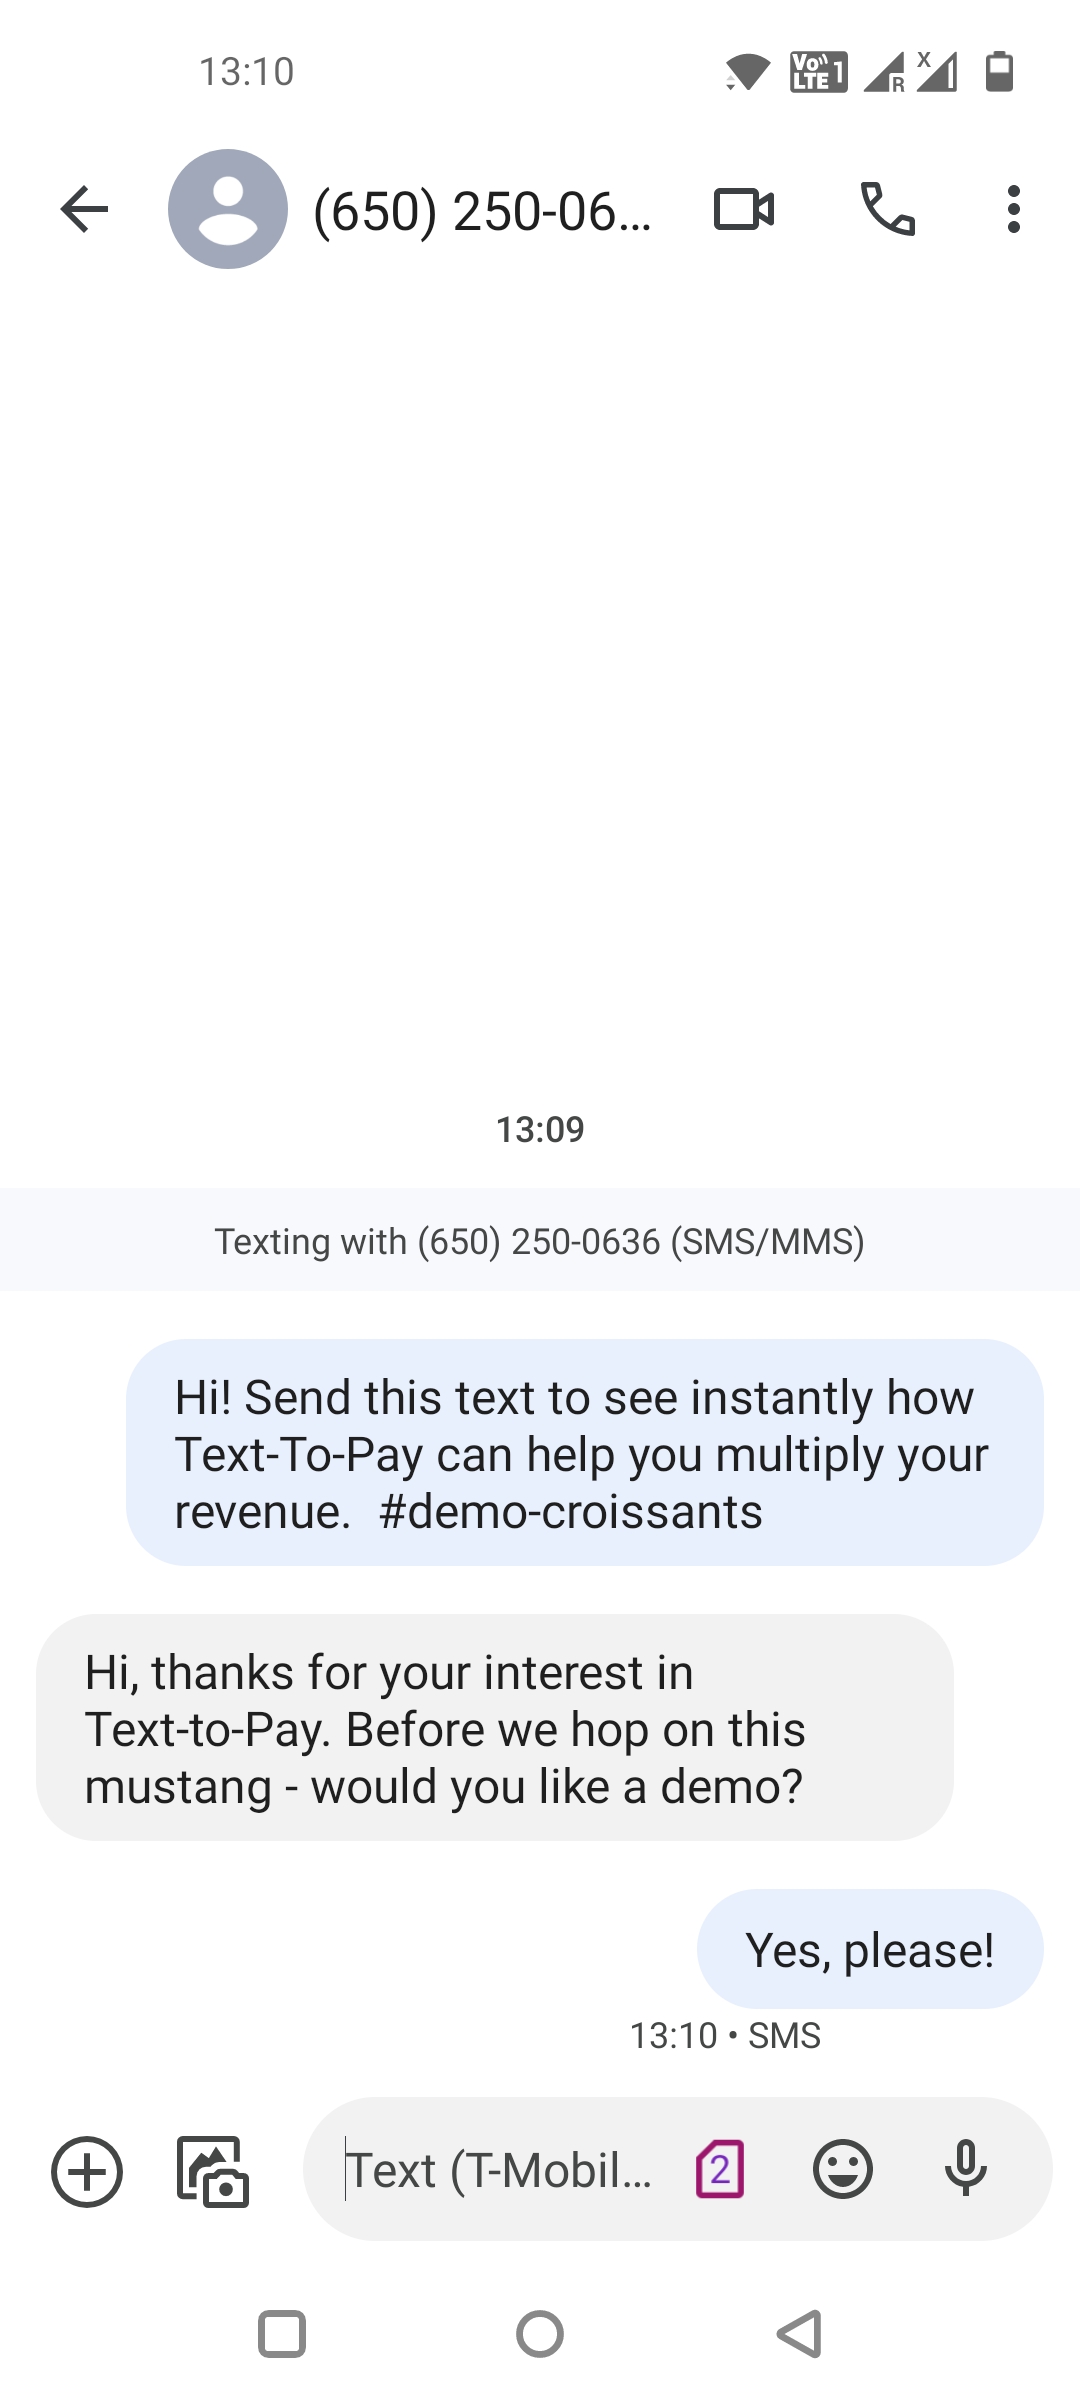 13:10
Vo)) LTE 1
R
X
(650) 250-06...
13:09
Texting with (650) 250-0636 (SMS/MMS)
Hi! Send this text to see instantly how
Text-To-Pay can help you multiply your
revenue.  #demo-croissants
Hi, thanks for your interest in
Text-to-Pay. Before we hop on this
mustang - would you like a demo?
Yes, please!
13:10 • SMS
Text (T-Mobil...
2